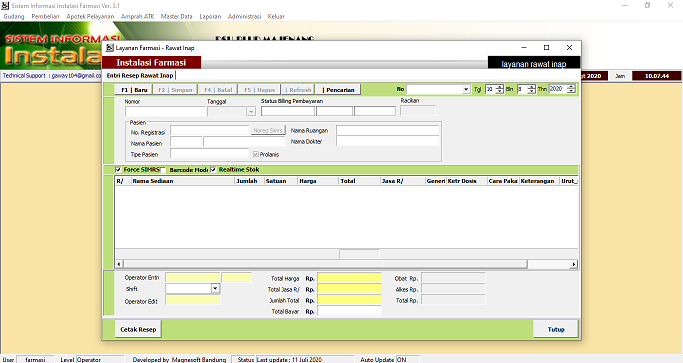 Sistem Informasi Instalasi Farmasi Ver. 3.1
Gudang Pembelian Apotek Pelayanan Amprah ATK Master Data Laporan Administrasi Keluar
SISTEM INFORMASI
Instala
RSU BLUD MAJENANG
Technical Support : gaway104@gmail.co
Agt 2020 Jam 10.07.44
Layanan Farmasi - Rawat Inap
Instalasi Farmasi
layanan rawat inap
Entri Resep Rawat Inap
F1 | Baru F2 | Simpan F4 | Batal F5 | Hapus | Refresh | Pencarian No Tgl 10 Bln 8 Thn 2020
Nomor Tanggal Status Biling Pembayaran Racikan
Pasien
No. Registrasi Noreg Simrs Nama Ruangan
Nama Pasien Nama Dokter
Tipe Pasien Prolanis
Force SIMRS Barcode Modi Realtime Stok
R/ Nama Sediaan Jumlah Satuan Harga Total Jasa R/ Generi Ketr Dosis Cara Paka Keterangan Urut_
Operator Entri Total Harga Rp. Obat Rp.
Shift Total Jasa R/ Rp. Alkes Rp.
Operator Edit Jumlah Total Rp. Total Rp.
Total Bayar Rp.
Cetak Resep Tutup
User farmasi Level Operator Developed by Magnesoft Bandung Status Last update : 11 Juli 2020 Auto Update ON